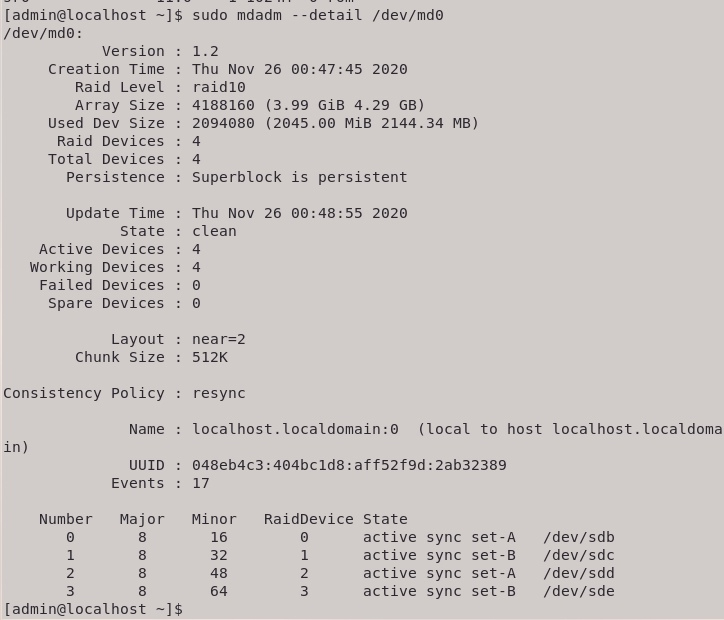 [admin@localhost ~]$ sudo mdadm --detail /dev/md0
/dev/md0:
Version : 1.2
Creation Time : Thu Nov 26 00:47:45 2020
Raid Level : raid10
Array Size : 4188160 (3.99 GiB 4.29 GB)
Used Dev Size : 2094080 (2045.00 MiB 2144.34 MB)
Raid Devices : 4
Total Devices : 4
Persistence : Superblock is persistent
Update Time : Thu Nov 26 00:48:55 2020
State : clean
Active Devices : 4
Working Devices : 4
Failed Devices : 0
Spare Devices : 0
Layout : near=2
Chunk Size : 512K
Consistency Policy : resync
Name : localhost.localdomain:0  (local to host localhost.localdoma
in)
UUID : 048eb4c3:404bc1d8:aff52f9d:2ab32389
Events : 17
Number   Major   Minor   RaidDevice State
0       8       16        0      active sync set-A   /dev/sdb
1       8       32        1      active sync set-B   /dev/sdc
2       8       48        2      active sync set-A   /dev/sdd
3       8       64        3      active sync set-B   /dev/sde
[admin@localhost ~]$